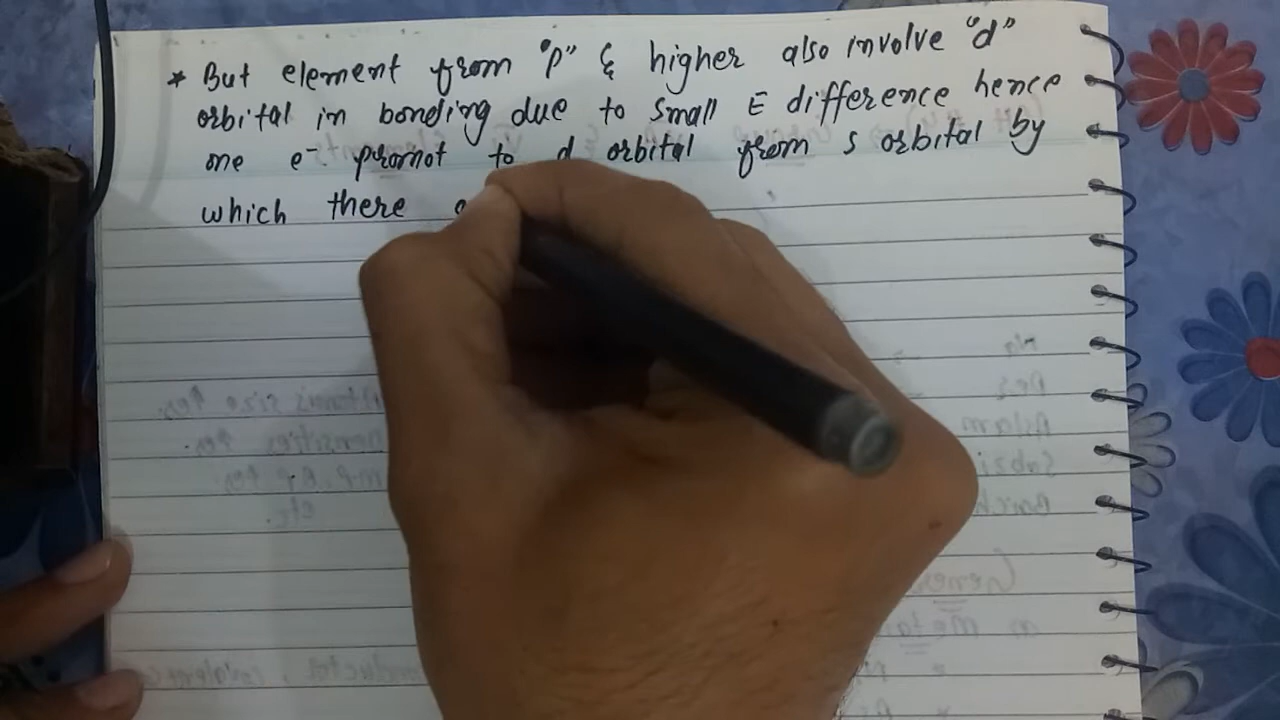 * But element from "P" & higher also involve "d"
orbital in bonding due to small E difference hence
one e⁻ promot to d orbital from s orbital by
which there